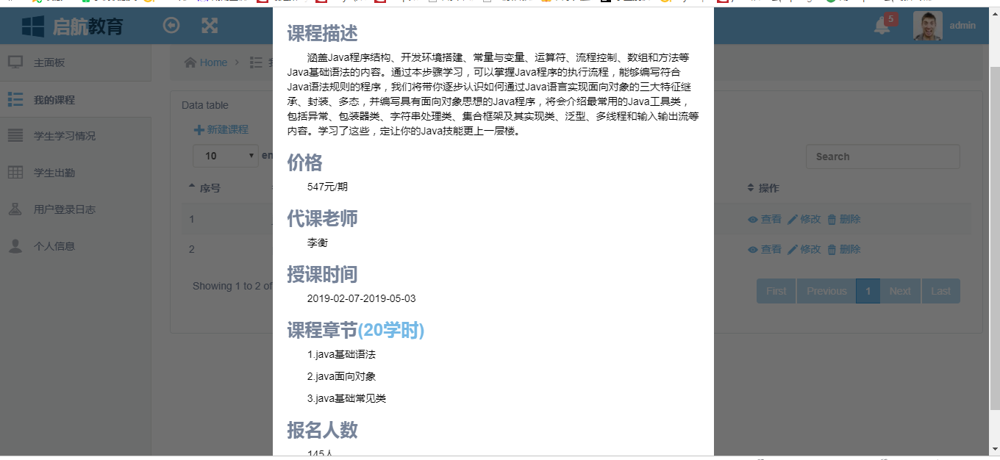 启航教育
5
admin
主面板
我的课程
学生学习情况
学生出勤
用户登录日志
个人信息
Home
Data table
新建课程
10
Search
序号
操作
1
查看 修改 删除
2
查看 修改 删除
Showing 1 to 2 of
First Previous 1 Next Last
课程描述
涵盖Java程序结构、开发环境搭建、常量与变量、运算符、流程控制、数组和方法等
Java基础语法的内容。通过本步骤学习，可以掌握Java程序的执行流程，能够编写符合
Java语法规则的程序，我们将带你逐步认识如何通过Java语言实现面向对象的三大特征继
承、封装、多态，并编写具有面向对象思想的Java程序，将会介绍最常用的Java工具类，
包括异常、包装器类、字符串处理类、集合框架及其实现类、泛型、多线程和输入输出流等
内容。学习了这些，定让你的Java技能更上一层楼。
价格
547元/期
代课老师
李衡
授课时间
2019-02-07-2019-05-03
课程章节(20学时)
1.java基础语法
2.java面向对象
3.java基础常见类
报名人数
145人